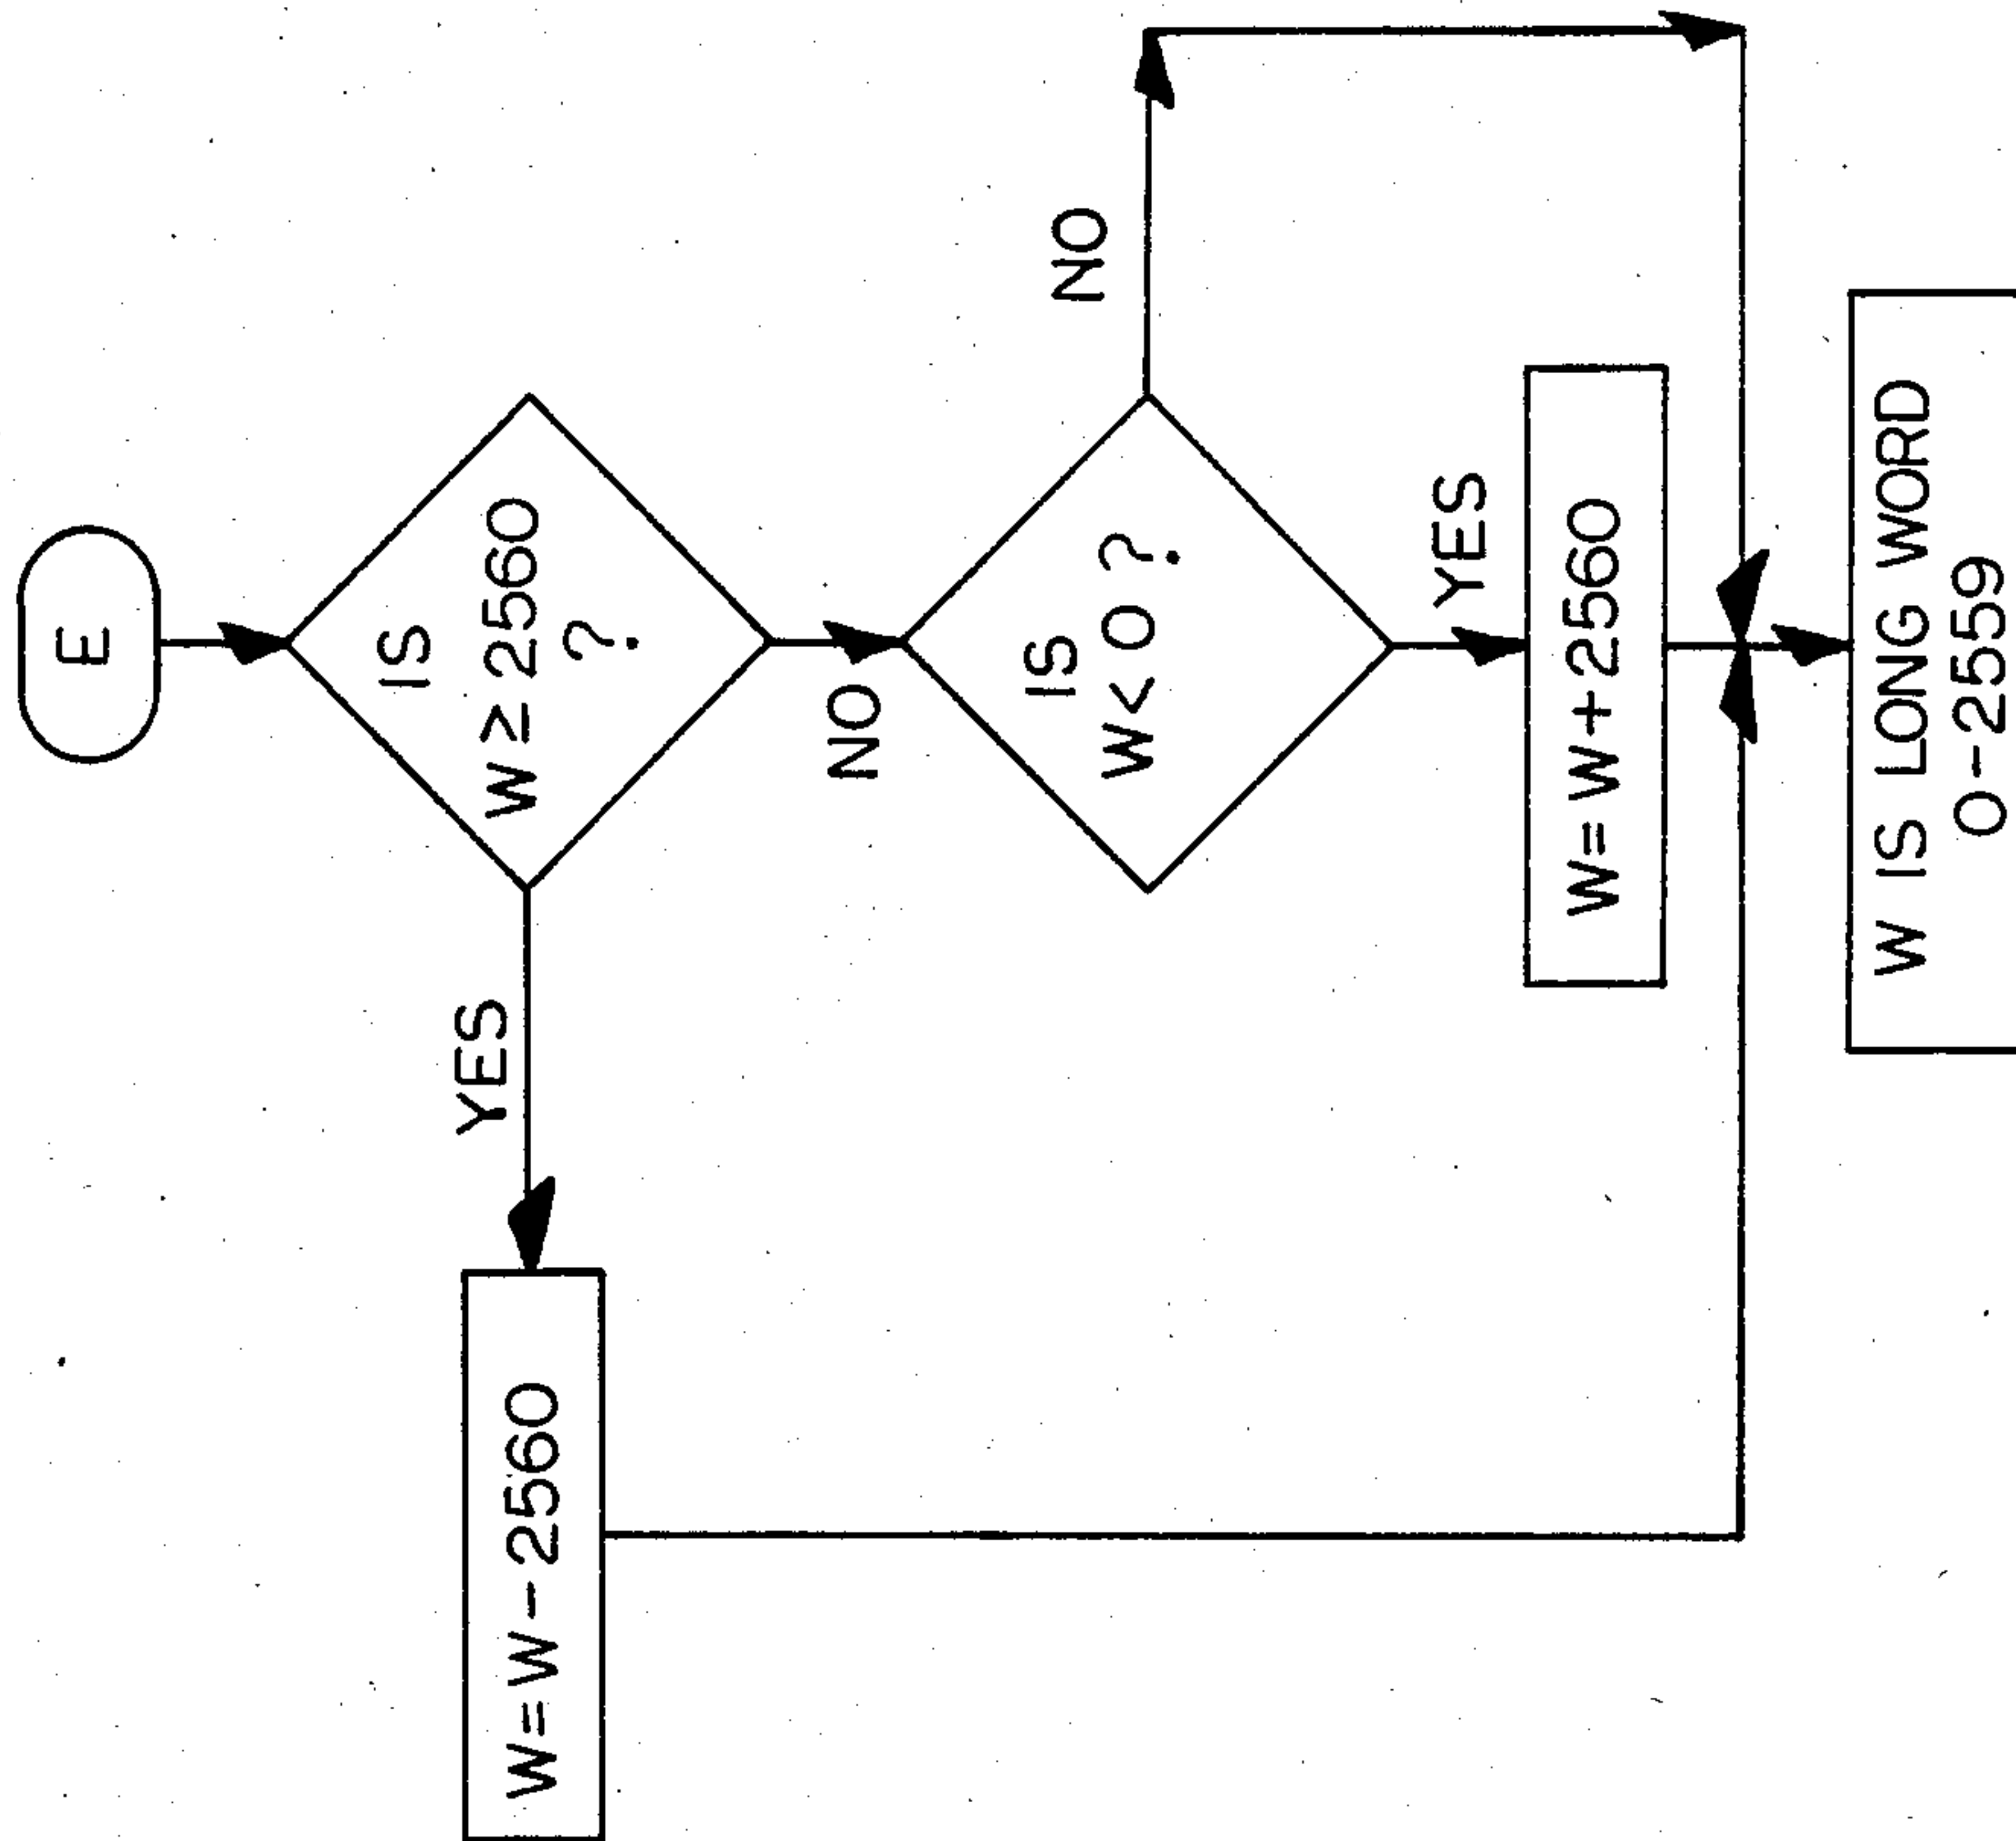 E
IS
W ≥ 2560
?
YES
W=W-2560
NO
IS
W<0?
NO
YES
W=W+2560
W IS LONG WORD
0-2559